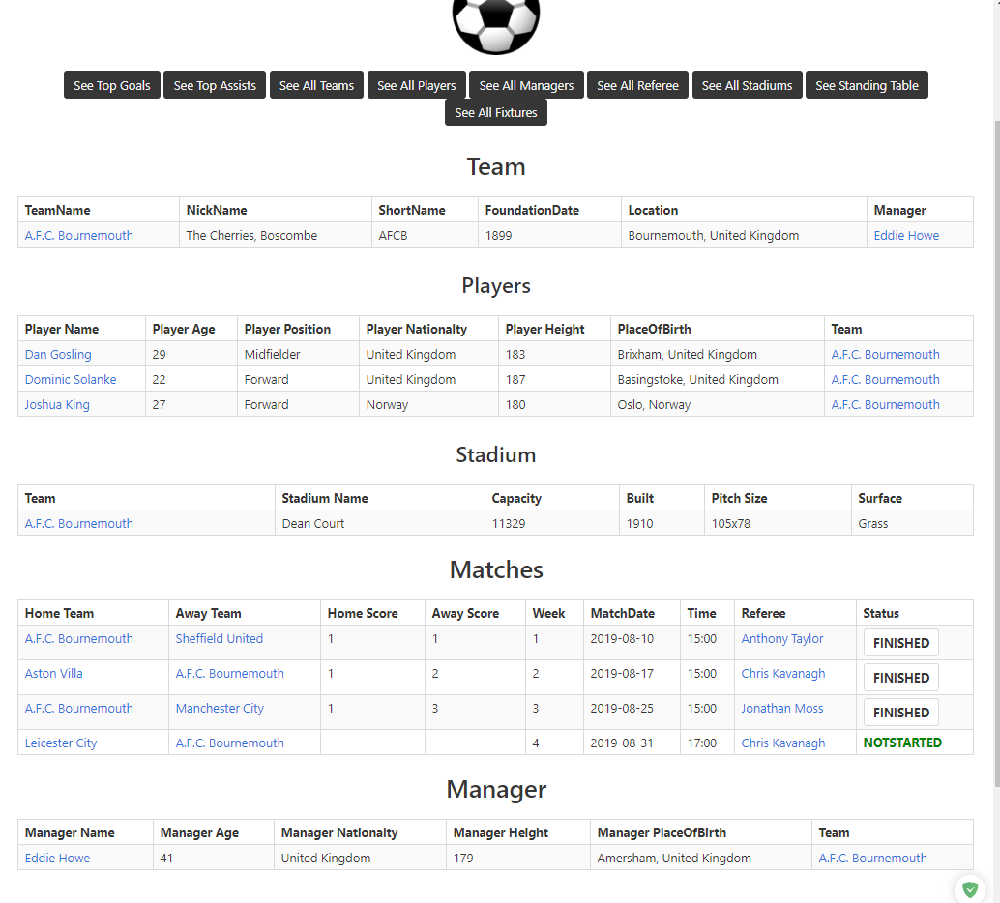 See Top Goals See Top Assists See All Teams See All Players See All Managers See All Referee See All Stadiums See Standing Table
See All Fixtures
Team
TeamName NickName ShortName FoundationDate Location Manager
A.F.C. Bournemouth The Cherries, Boscombe AFCB 1899 Bournemouth, United Kingdom Eddie Howe
Players
Player Name Player Age Player Position Player Nationalty Player Height PlaceOfBirth Team
Dan Gosling 29 Midfielder United Kingdom 183 Brixham, United Kingdom A.F.C. Bournemouth
Dominic Solanke 22 Forward United Kingdom 187 Basingstoke, United Kingdom A.F.C. Bournemouth
Joshua King 27 Forward Norway 180 Oslo, Norway A.F.C. Bournemouth
Stadium
Team Stadium Name Capacity Built Pitch Size Surface
A.F.C. Bournemouth Dean Court 11329 1910 105x78 Grass
Matches
Home Team Away Team Home Score Away Score Week MatchDate Time Referee Status
A.F.C. Bournemouth Sheffield United 1 1 1 2019-08-10 15:00 Anthony Taylor FINISHED
Aston Villa A.F.C. Bournemouth 1 2 2 2019-08-17 15:00 Chris Kavanagh FINISHED
A.F.C. Bournemouth Manchester City 1 3 3 2019-08-25 15:00 Jonathan Moss FINISHED
Leicester City A.F.C. Bournemouth 4 2019-08-31 17:00 Chris Kavanagh NOTSTARTED
Manager
Manager Name Manager Age Manager Nationalty Manager Height Manager PlaceOfBirth Team
Eddie Howe 41 United Kingdom 179 Amersham, United Kingdom A.F.C. Bournemouth